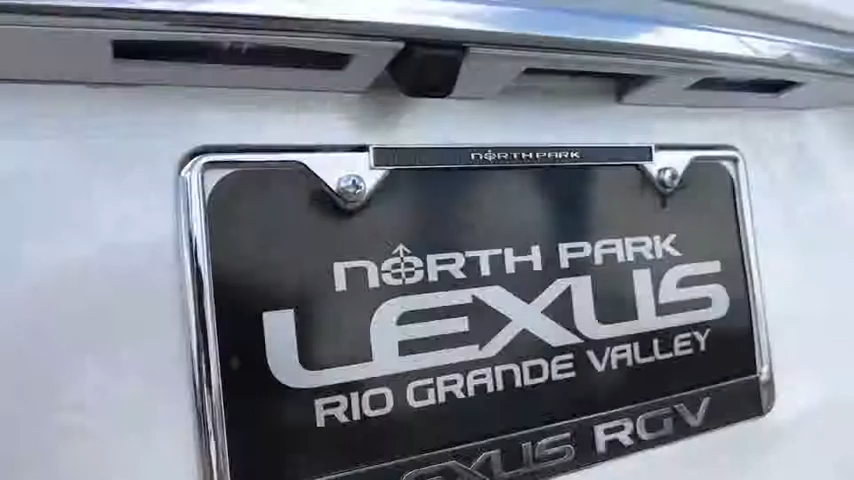 NORTH PARK
NORTH PARK
LEXUS
RIO GRANDE VALLEY
LEXUS RGV